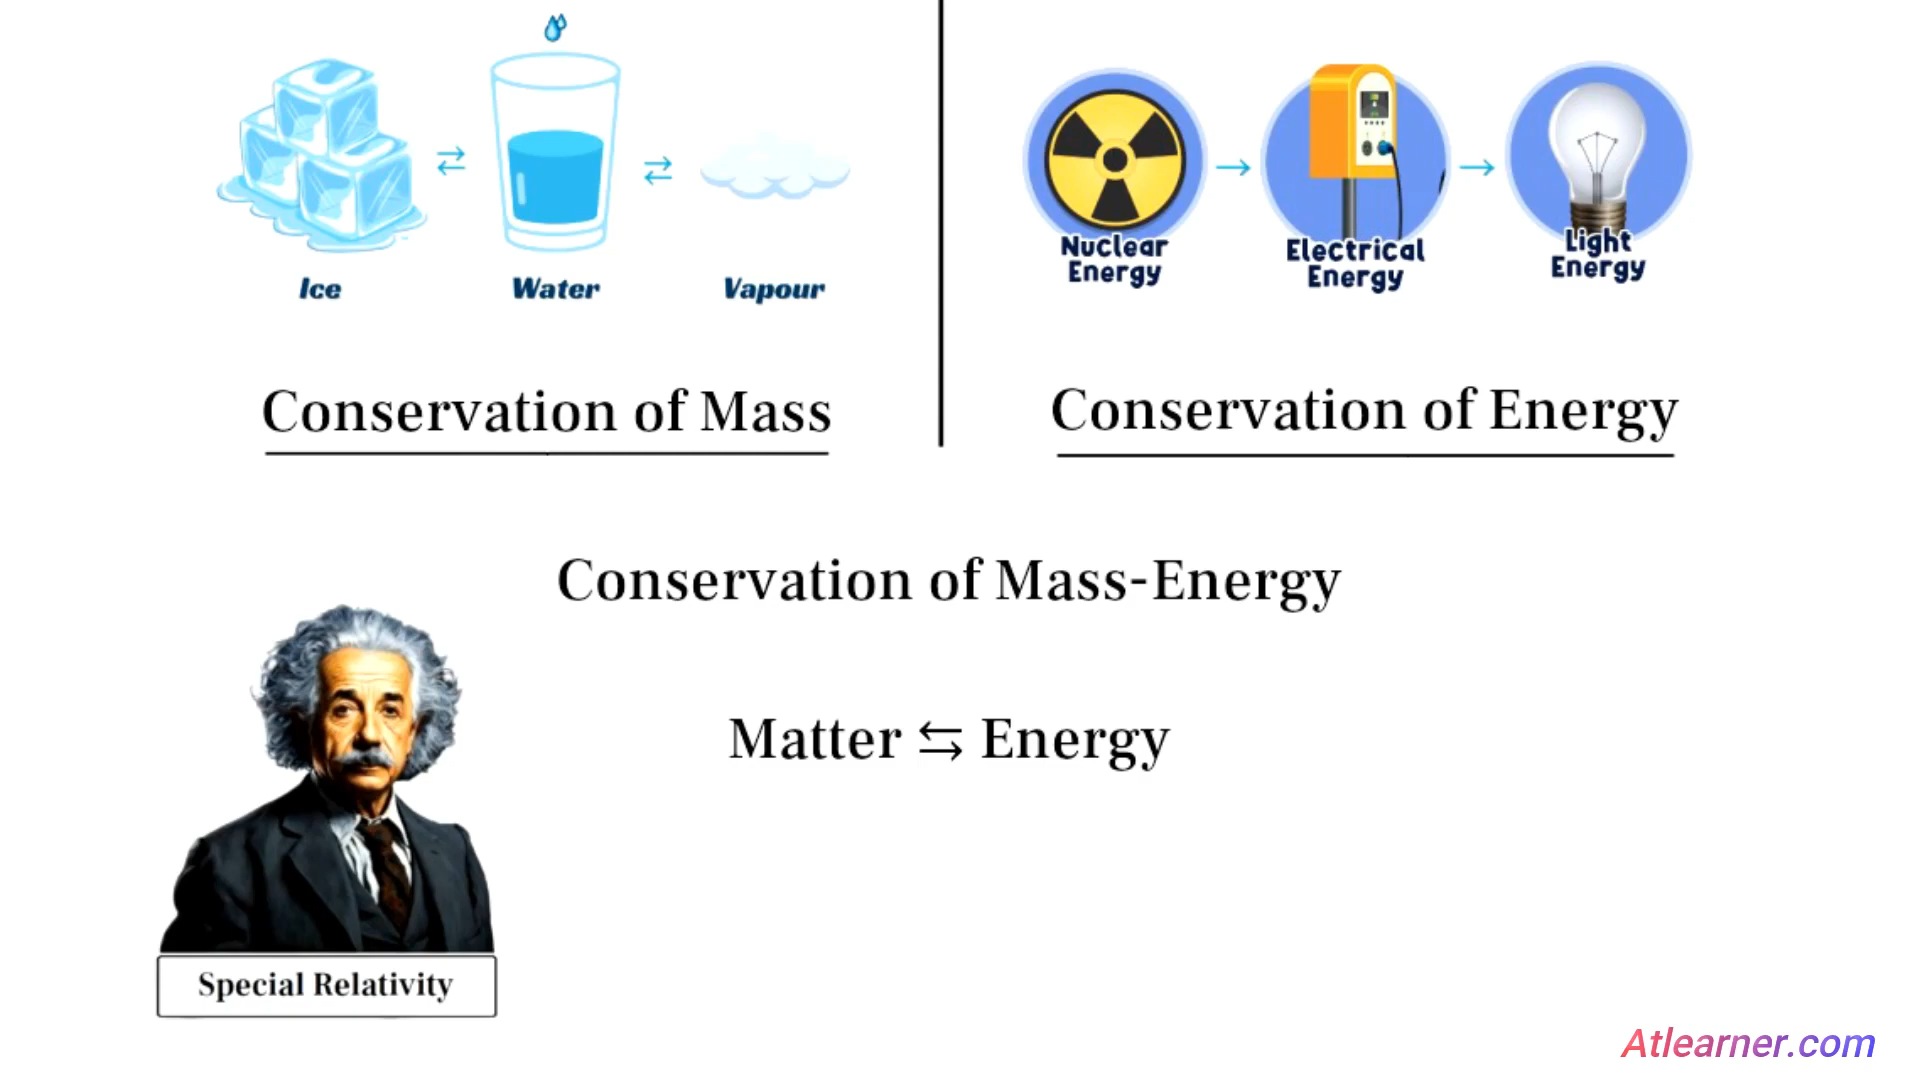 Ice
Water
Vapour
Nuclear
Energy
Electrical
Energy
Light
Energy
Conservation of Mass
Conservation of Energy
Conservation of Mass-Energy
Matter ⇆ Energy
Special Relativity
Atlearner.com